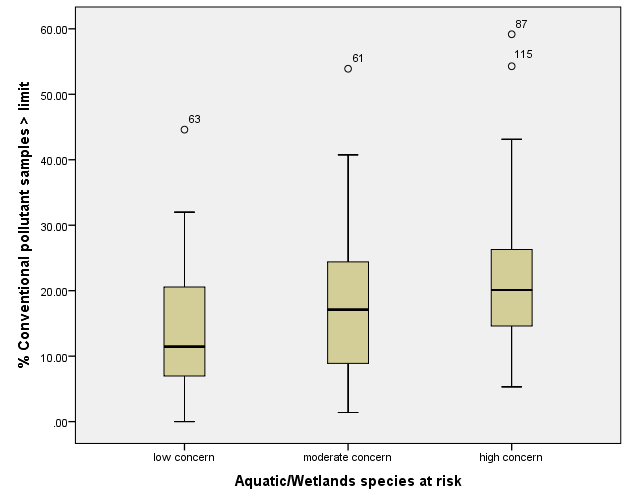 % Conventional pollutant samples > limit
60.00
50.00
40.00
30.00
20.00
10.00
.00
87
115
61
63
low concern
moderate concern
high concern
Aquatic/Wetlands species at risk